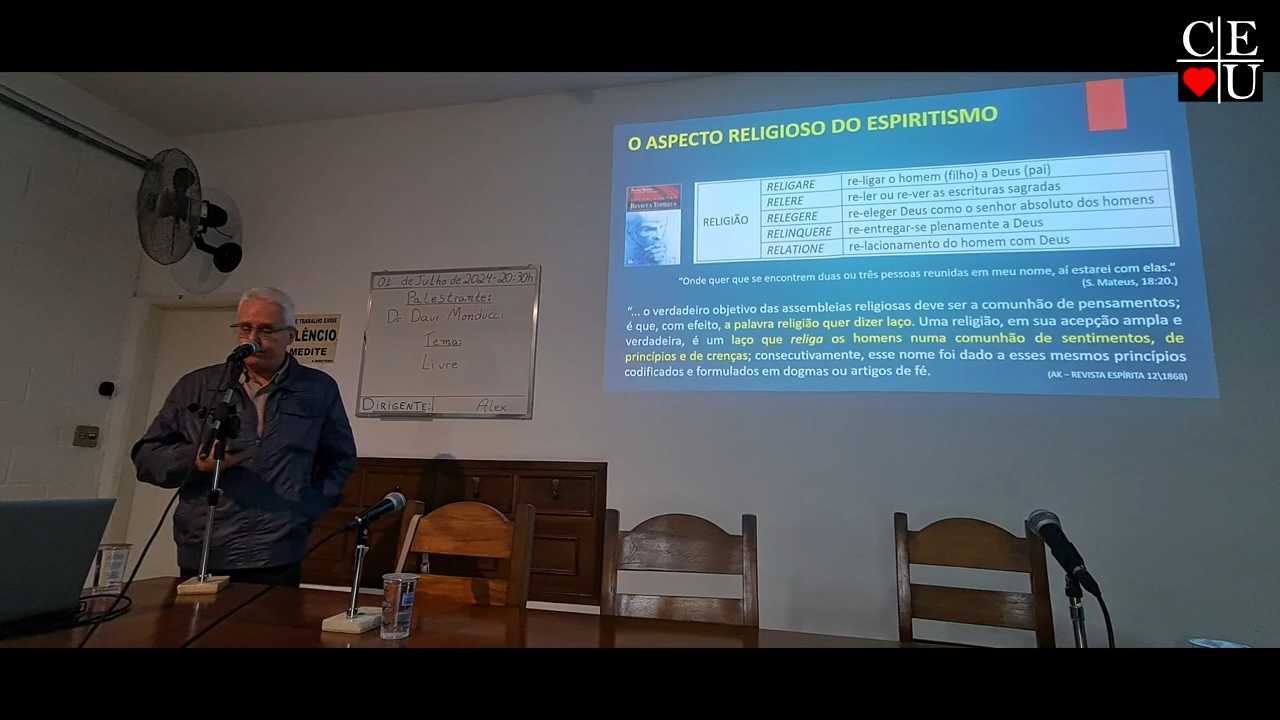 CE
U
O ASPECTO RELIGIOSO DO ESPIRITISMO
REVISTA ESPÍRITA
RELIGIÃO
RELIGARE re-ligar o homem (filho) a Deus (pai)
RELERE re-ler ou re-ver as escrituras sagradas
RELEGERE re-eleger Deus como o senhor absoluto dos homens
RELINQUERE re-entregar-se plenamente a Deus
RELATIONE re-lacionamento do homem com Deus
“Onde quer que se encontrem duas ou três pessoas reunidas em meu nome, aí estarei com elas.”
(S. Mateus, 18:20.)
“... o verdadeiro objetivo das assembleias religiosas deve ser a comunhão de pensamentos;
é que, com efeito, a palavra religião quer dizer laço. Uma religião, em sua acepção ampla e
verdadeira, é um laço que religa os homens numa comunhão de sentimentos, de
princípios e de crenças; consecutivamente, esse nome foi dado a esses mesmos princípios
codificados e formulados em dogmas ou artigos de fé.
(AK – REVISTA ESPÍRITA 12\1868)
01 de Julho de 2024-20:30h
Palestrante:
Dr Davi Monducci
Tema:
Livre
DIRIGENTE: Alex
E TRABALHO EXIGE
LÊNCIO
MEDITE